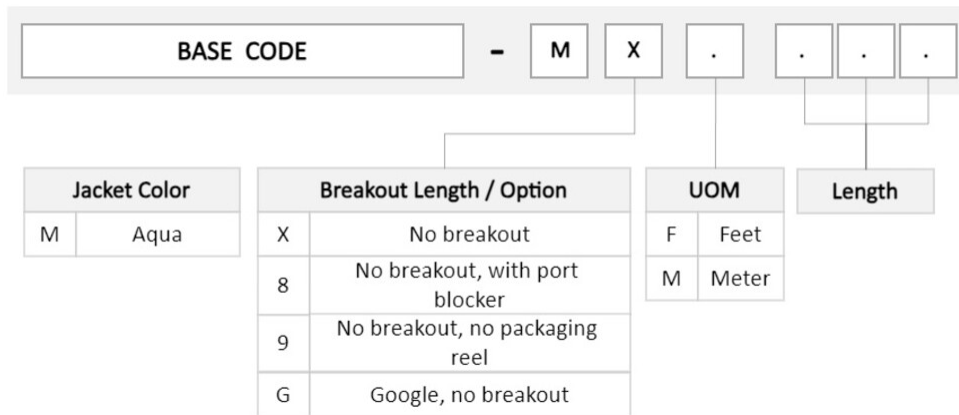 BASE CODE - M X . . . .
Jacket Color
M Aqua
Breakout Length / Option
X No breakout
8 No breakout, with port
blocker
9 No breakout, no packaging
reel
G Google, no breakout
UOM
F Feet
M Meter
Length